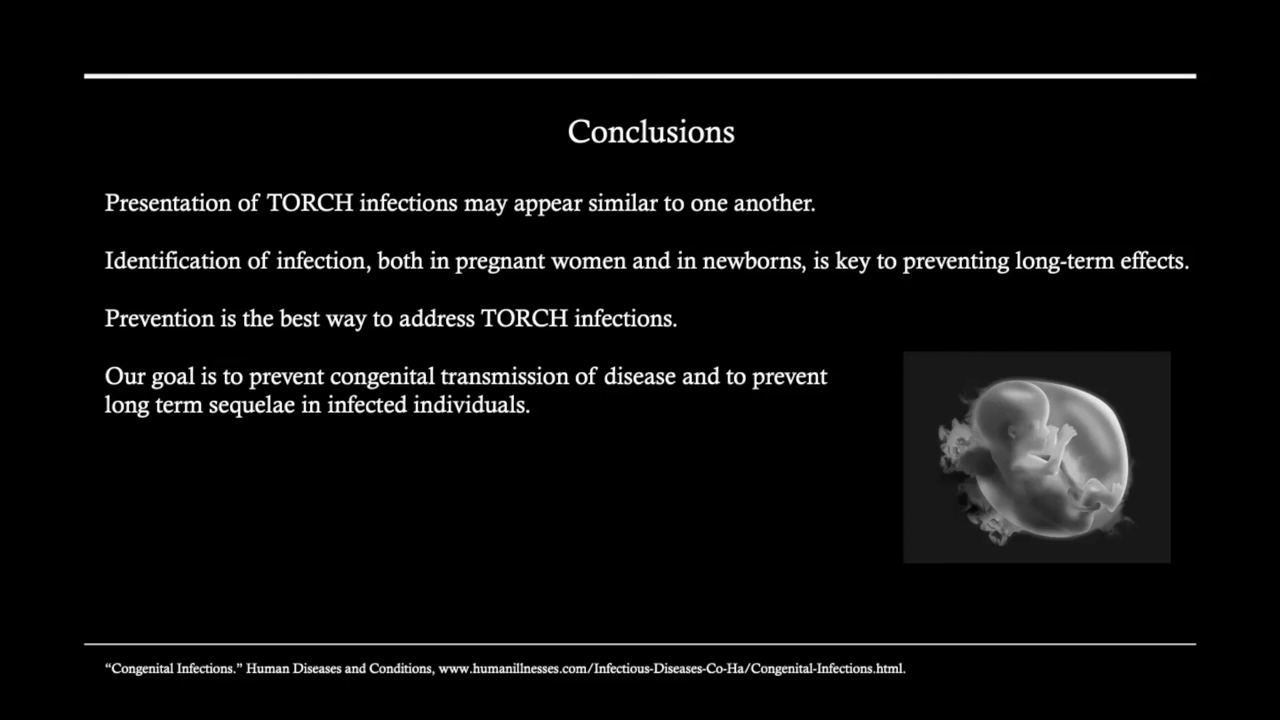 Conclusions
Presentation of TORCH infections may appear similar to one another.
Identification of infection, both in pregnant women and in newborns, is key to preventing long-term effects.
Prevention is the best way to address TORCH infections.
Our goal is to prevent congenital transmission of disease and to prevent
long term sequelae in infected individuals.
“Congenital Infections.” Human Diseases and Conditions, www.humanillnesses.com/Infectious-Diseases-Co-Ha/Congenital-Infections.html.